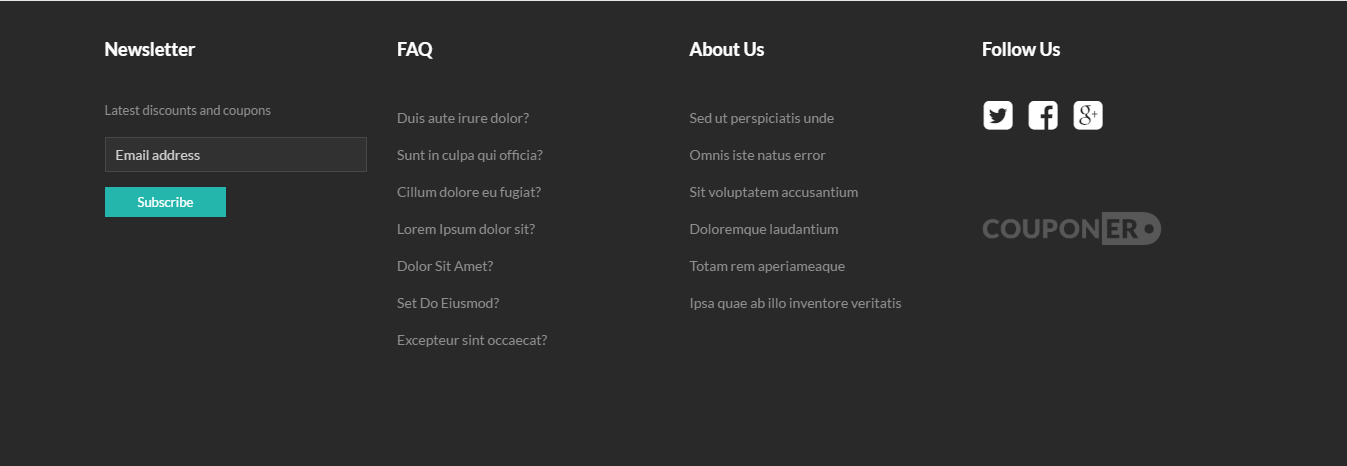 Newsletter
Latest discounts and coupons
Email address
Subscribe
FAQ
Duis aute irure dolor?
Sunt in culpa qui officia?
Cillum dolore eu fugiat?
Lorem Ipsum dolor sit?
Dolor Sit Amet?
Set Do Eiusmod?
Excepteur sint occaecat?
About Us
Sed ut perspiciatis unde
Omnis iste natus error
Sit voluptatem accusantium
Doloremque laudantium
Totam rem aperiameaque
Ipsa quae ab illo inventore veritatis
Follow Us
g+
COUPONER